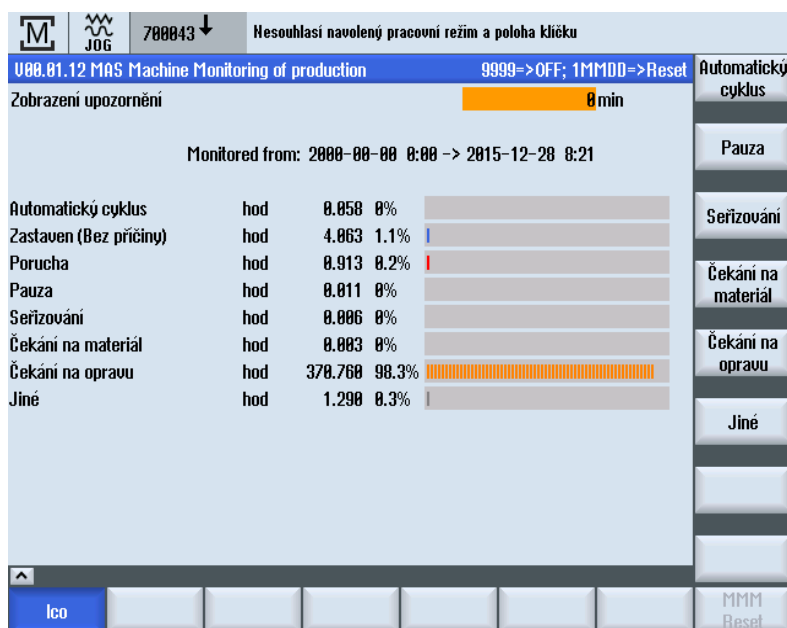 M JOG 700043 Nesouhlasí navolený pracovní režim a poloha klíčku
V00.01.12 MAS Machine Monitoring of production 9999=>OFF; 1MMDD=>Reset
Zobrazení upozornění 0 min
Monitored from: 2000-00-00 0:00 -> 2015-12-28 8:21
Automatický cyklus hod 0.058 0%
Zastaven (Bez příčiny) hod 4.063 1.1%
Porucha hod 0.913 0.2%
Pauza hod 0.011 0%
Seřizování hod 0.006 0%
Čekání na materiál hod 0.003 0%
Čekání na opravu hod 370.760 98.3%
Jiné hod 1.290 0.3%
Automatický
cyklus
Pauza
Seřizování
Čekání na
materiál
Čekání na
opravu
Jiné
MMM
Reset
Ico